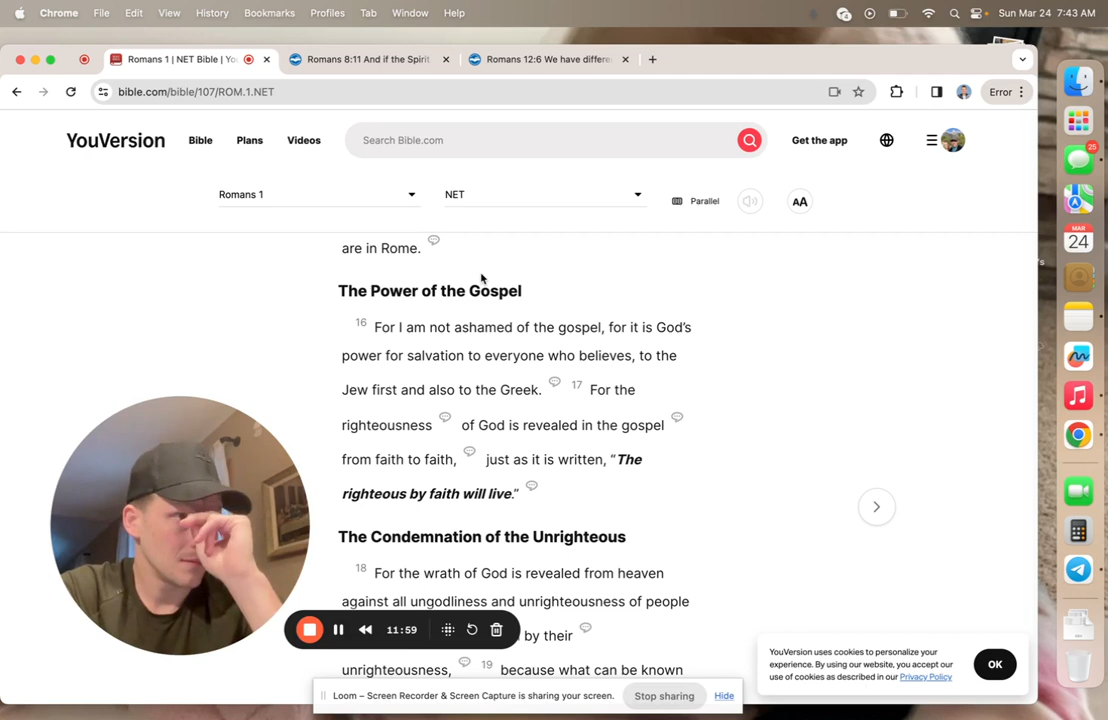 Chrome File Edit View History Bookmarks Profiles Tab Window Help Sun Mar 24 7:43 AM
Romans 1 | NET Bible | Yo Romans 8:11 And if the Spirit Romans 12:6 We have differe
bible.com/bible/107/ROM.1.NET Error
YouVersion Bible Plans Videos Search Bible.com Get the app
25
Romans 1 NET Parallel AA
MAR
24
are in Rome.
The Power of the Gospel
16 For I am not ashamed of the gospel, for it is God’s
power for salvation to everyone who believes, to the
Jew first and also to the Greek. 17 For the
righteousness of God is revealed in the gospel
from faith to faith, just as it is written, “The
righteous by faith will live.”
The Condemnation of the Unrighteous
18 For the wrath of God is revealed from heaven
against all ungodliness and unrighteousness of people
11:59
by their
unrighteousness, 19 because what can be known
YouVersion uses cookies to personalize your
experience. By using our website, you accept our
use of cookies as described in our Privacy Policy
OK
Loom – Screen Recorder & Screen Capture is sharing your screen. Stop sharing Hide